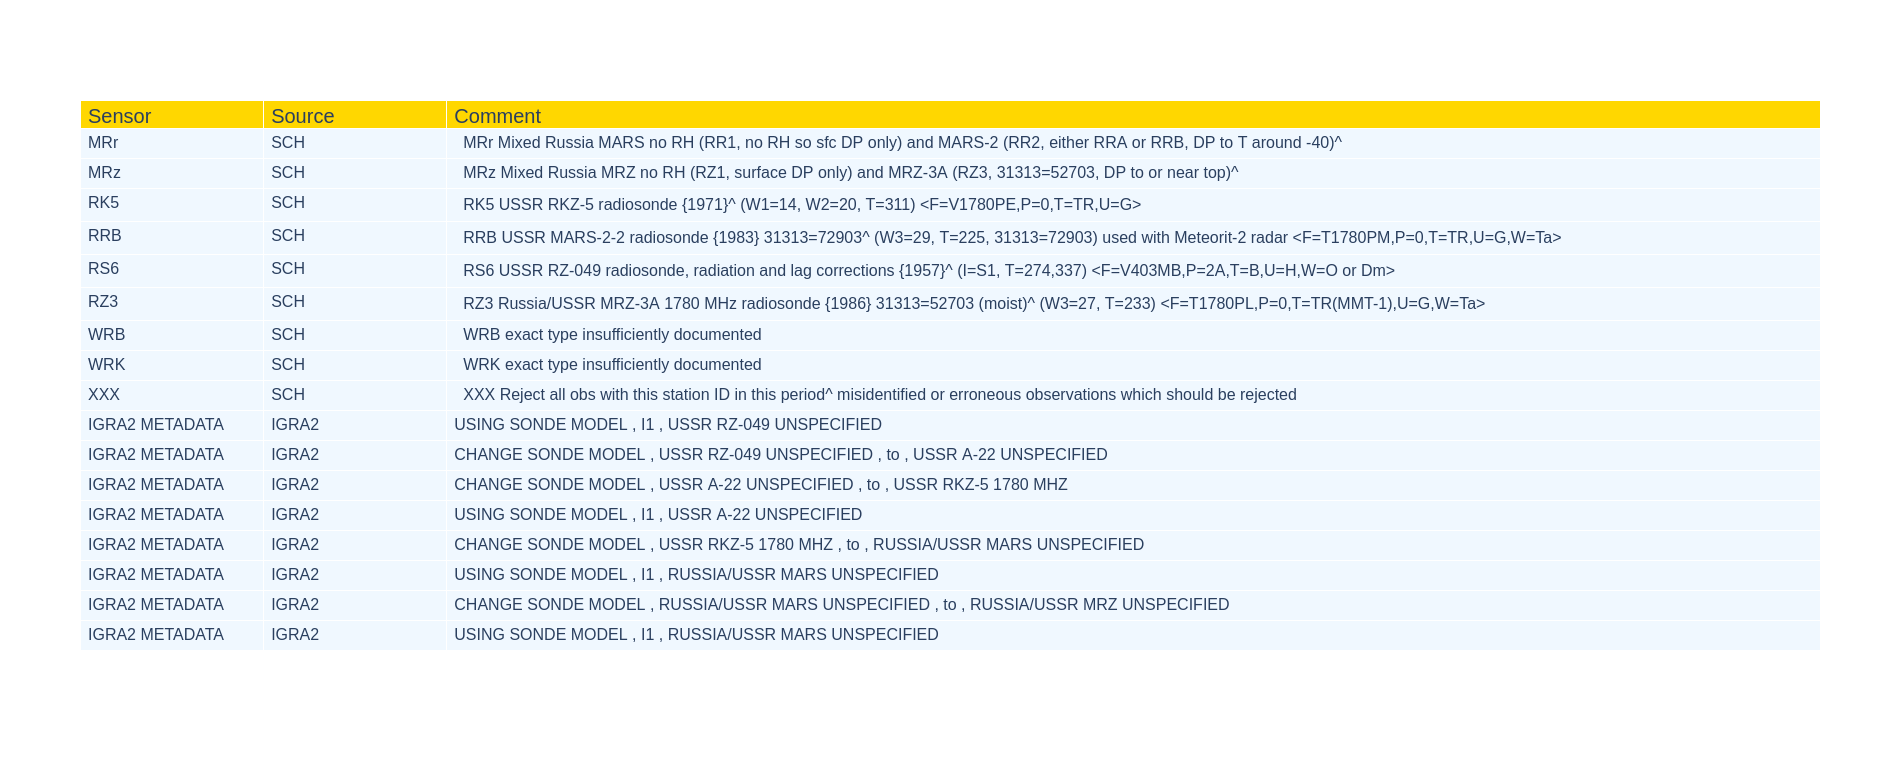 Sensor Source Comment
MRr SCH MRr Mixed Russia MARS no RH (RR1, no RH so sfc DP only) and MARS-2 (RR2, either RRA or RRB, DP to T around -40)^
MRz SCH MRz Mixed Russia MRZ no RH (RZ1, surface DP only) and MRZ-3A (RZ3, 31313=52703, DP to or near top)^
RK5 SCH RK5 USSR RKZ-5 radiosonde {1971}^ (W1=14, W2=20, T=311) <F=V1780PE,P=0,T=TR,U=G>
RRB SCH RRB USSR MARS-2-2 radiosonde {1983} 31313=72903^ (W3=29, T=225, 31313=72903) used with Meteorit-2 radar <F=T1780PM,P=0,T=TR,U=G,W=Ta>
RS6 SCH RS6 USSR RZ-049 radiosonde, radiation and lag corrections {1957}^ (I=S1, T=274,337) <F=V403MB,P=2A,T=B,U=H,W=O or Dm>
RZ3 SCH RZ3 Russia/USSR MRZ-3A 1780 MHz radiosonde {1986} 31313=52703 (moist)^ (W3=27, T=233) <F=T1780PL,P=0,T=TR(MMT-1),U=G,W=Ta>
WRB SCH WRB exact type insufficiently documented
WRK SCH WRK exact type insufficiently documented
XXX SCH XXX Reject all obs with this station ID in this period^ misidentified or erroneous observations which should be rejected
IGRA2 METADATA IGRA2 USING SONDE MODEL , I1 , USSR RZ-049 UNSPECIFIED
IGRA2 METADATA IGRA2 CHANGE SONDE MODEL , USSR RZ-049 UNSPECIFIED , to , USSR A-22 UNSPECIFIED
IGRA2 METADATA IGRA2 CHANGE SONDE MODEL , USSR A-22 UNSPECIFIED , to , USSR RKZ-5 1780 MHZ
IGRA2 METADATA IGRA2 USING SONDE MODEL , I1 , USSR A-22 UNSPECIFIED
IGRA2 METADATA IGRA2 CHANGE SONDE MODEL , USSR RKZ-5 1780 MHZ , to , RUSSIA/USSR MARS UNSPECIFIED
IGRA2 METADATA IGRA2 USING SONDE MODEL , I1 , RUSSIA/USSR MARS UNSPECIFIED
IGRA2 METADATA IGRA2 CHANGE SONDE MODEL , RUSSIA/USSR MARS UNSPECIFIED , to , RUSSIA/USSR MRZ UNSPECIFIED
IGRA2 METADATA IGRA2 USING SONDE MODEL , I1 , RUSSIA/USSR MARS UNSPECIFIED